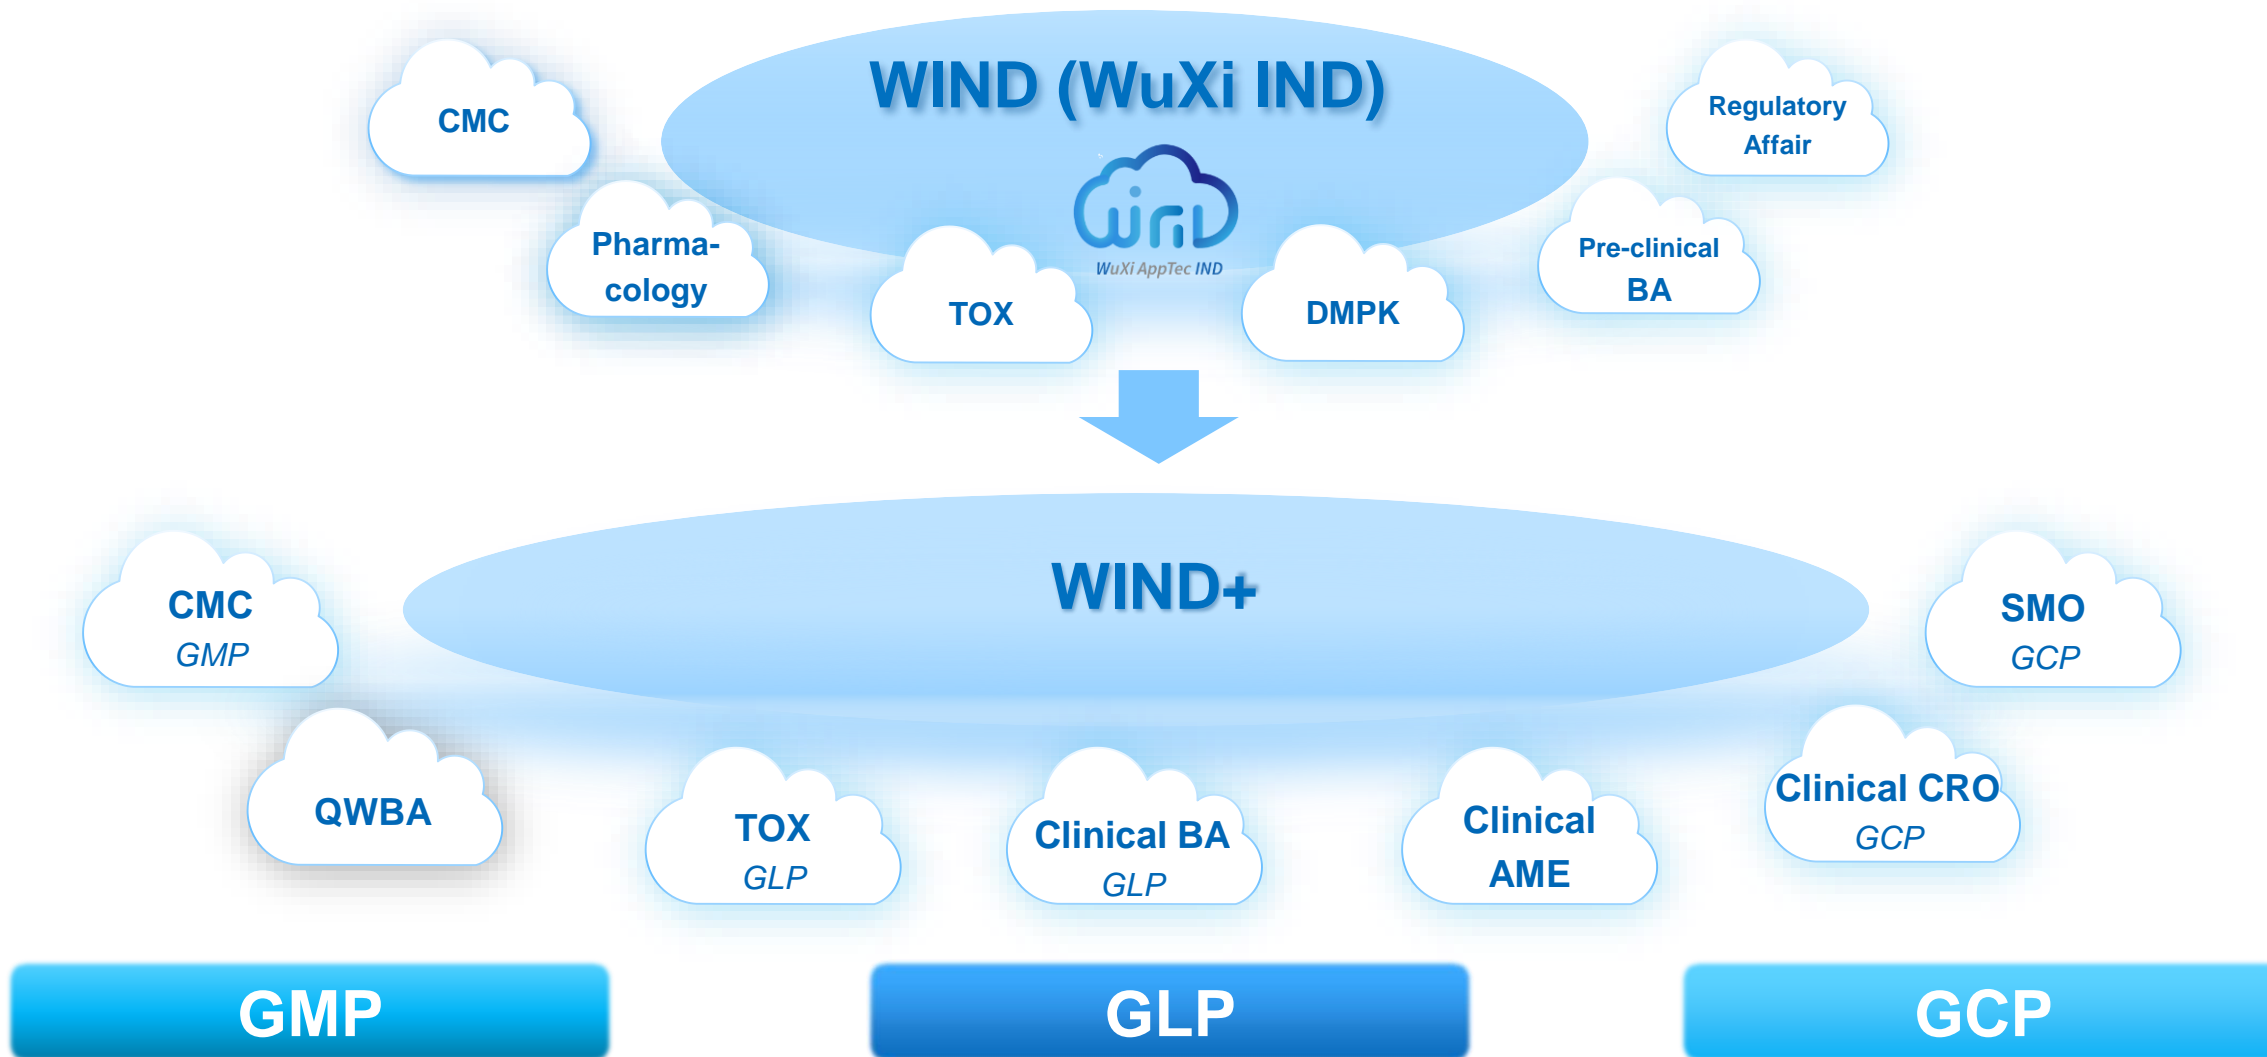 WIND (WuXi IND)
CMC
Regulatory
Affair
WIND
WuXi AppTec IND
Pharma-
cology
TOX
DMPK
Pre-clinical
BA
WIND+
CMC
GMP
SMO
GCP
QWBA
TOX
GLP
Clinical BA
GLP
Clinical
AME
Clinical CRO
GCP
GMP
GLP
GCP